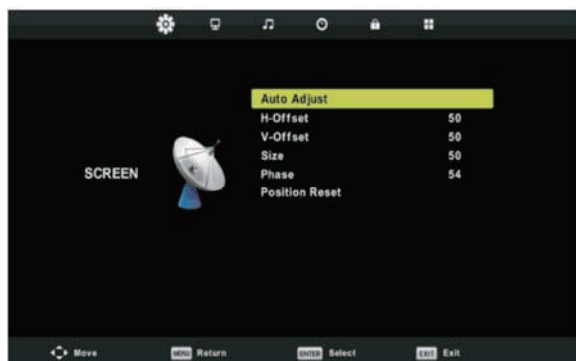 Auto Adjust
H-Offset 50
V-Offset 50
Size 50
SCREEN
Phase 54
Position Reset
Move MENU Return ENTER Select EXIT Exit